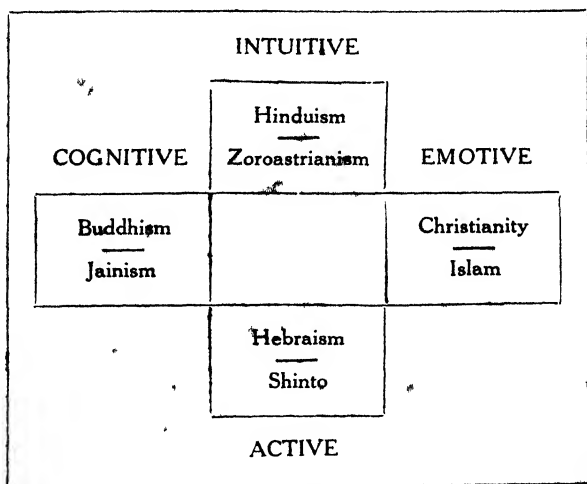 INTUITIVE
Hinduism
Zoroastrianism
COGNITIVE
EMOTIVE
Buddhism
Jainism
Christianity
Islam
Hebraism
Shinto
ACTIVE